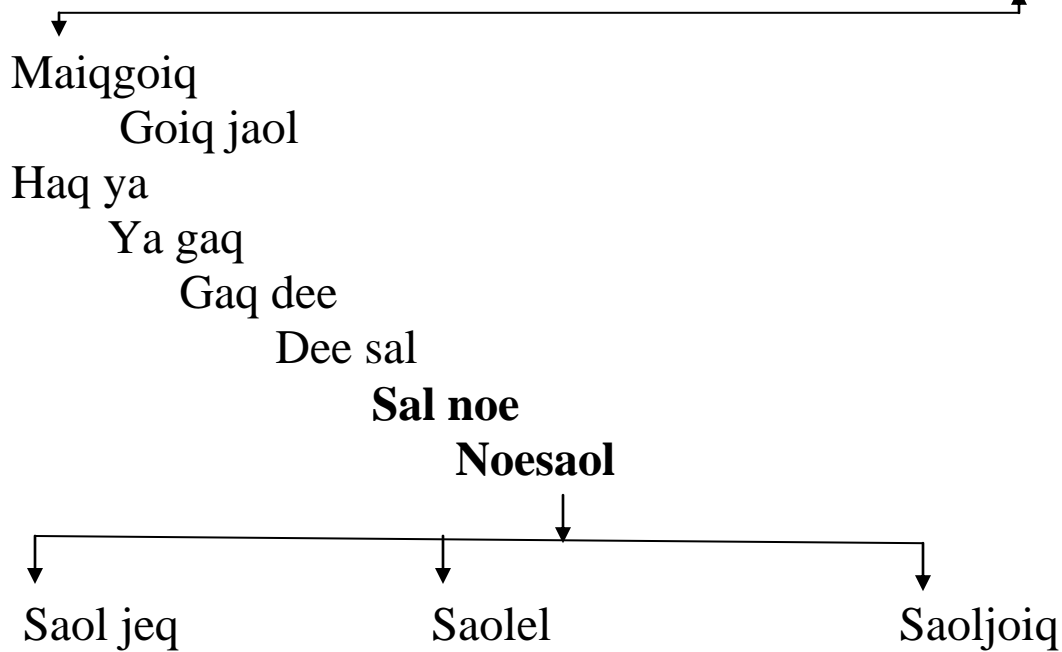 Maiqgoiq
Goiq jaol
Haq ya
Ya gaq
Gaq dee
Dee sal
Sal noe
Noesaol
Saol jeq Saolel Saoljoiq